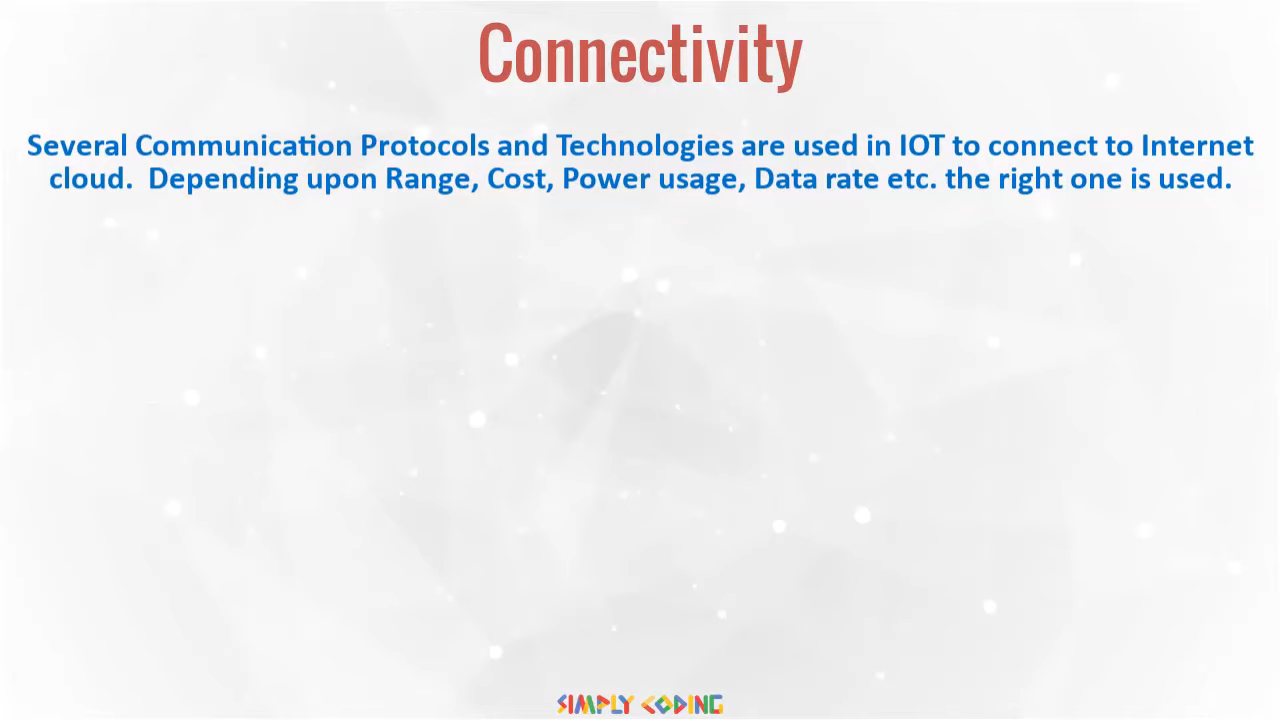 Connectivity
Several Communication Protocols and Technologies are used in IOT to connect to Internet
cloud.  Depending upon Range, Cost, Power usage, Data rate etc. the right one is used.
SIMPLY CODING